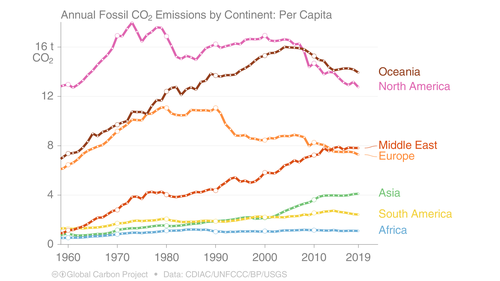 Annual Fossil CO₂ Emissions by Continent: Per Capita
16 t
CO₂
12
8
4
0
Oceania
North America
Middle East
Europe
Asia
South America
Africa
1960
1970
1980
1990
2000
2010
2019
Global Carbon Project • Data: CDIAC/UNFCCC/BP/USGS